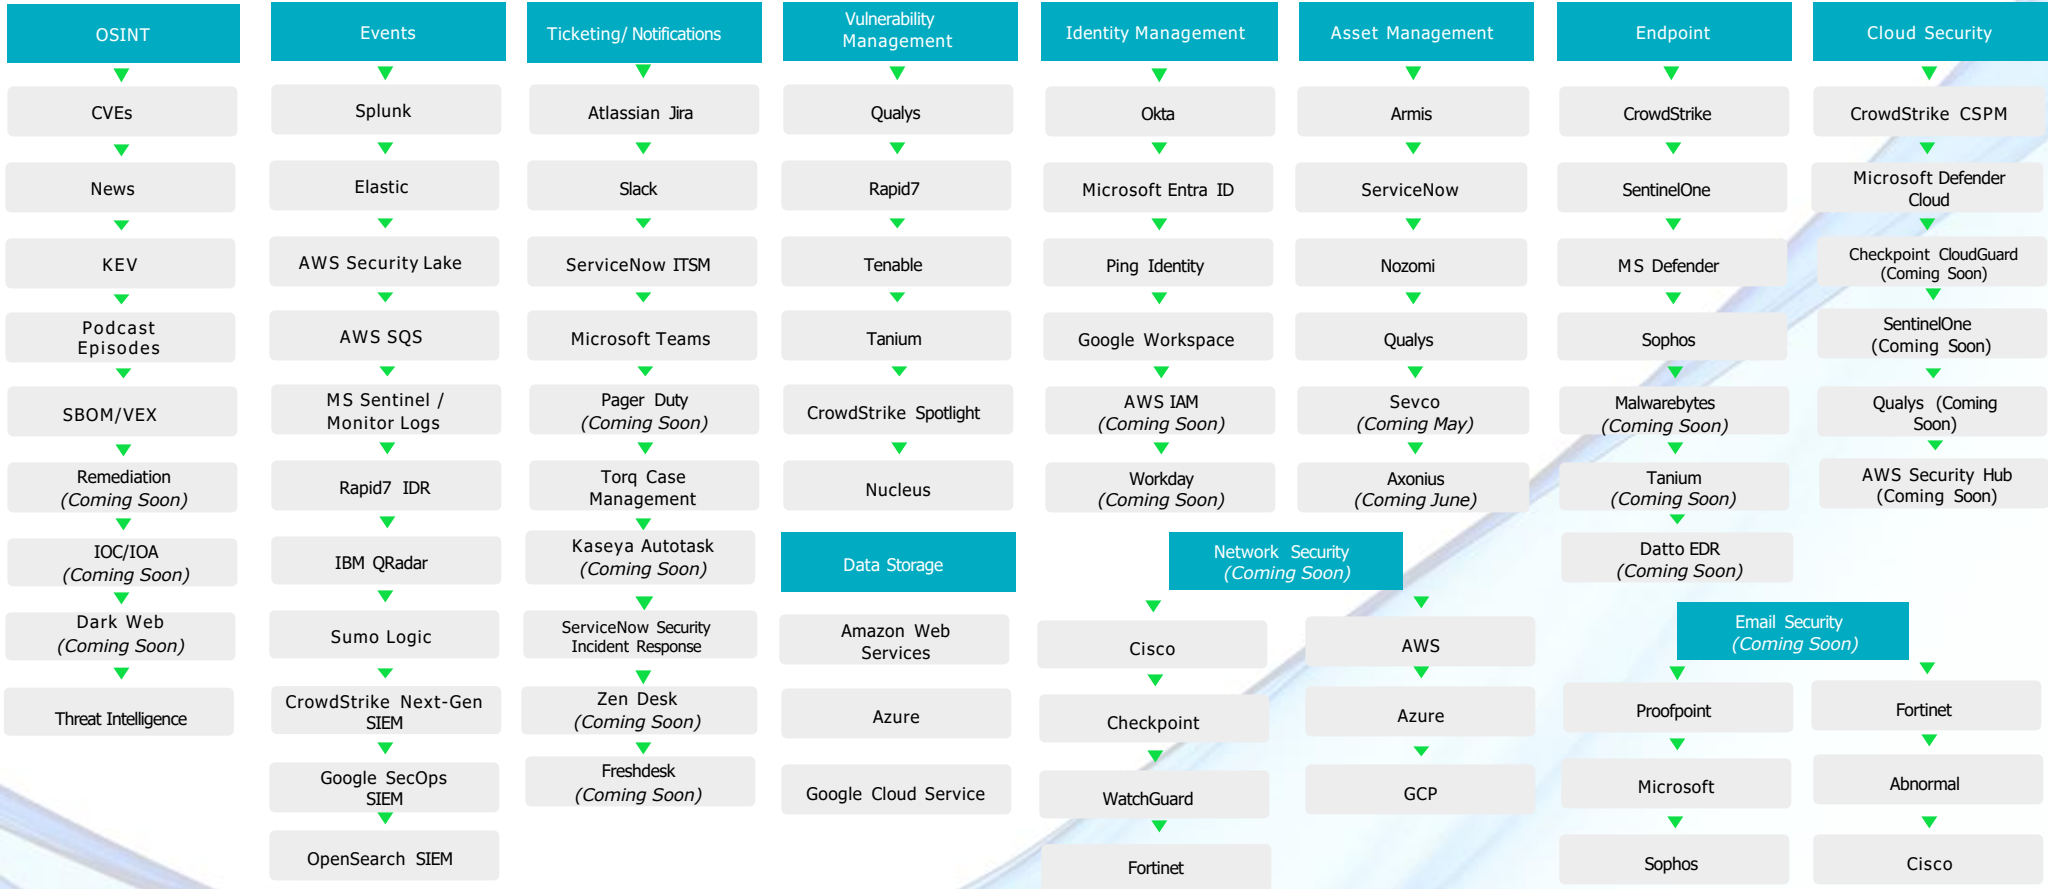 OSINT
CVEs
News
KEV
Podcast
Episodes
SBOM/VEX
Remediation
(Coming Soon)
IOC/IOA
(Coming Soon)
Dark Web
(Coming Soon)
Threat Intelligence
Events
Splunk
Elastic
AWS Security Lake
AWS SQS
MS Sentinel /
Monitor Logs
Rapid7 IDR
IBM QRadar
Sumo Logic
CrowdStrike Next-Gen
SIEM
Google SecOps
SIEM
OpenSearch SIEM
Ticketing/ Notifications
Atlassian Jira
Slack
ServiceNow ITSM
Microsoft Teams
Pager Duty
(Coming Soon)
Torq Case
Management
Kaseya Autotask
(Coming Soon)
ServiceNow Security
Incident Response
Zen Desk
(Coming Soon)
Freshdesk
(Coming Soon)
Vulnerability
Management
Qualys
Rapid7
Tenable
Tanium
CrowdStrike Spotlight
Nucleus
Data Storage
Amazon Web
Services
Azure
Google Cloud Service
Identity Management
Okta
Microsoft Entra ID
Ping Identity
Google Workspace
AWS IAM
(Coming Soon)
Workday
(Coming Soon)
Asset Management
Armis
ServiceNow
Nozomi
Qualys
Sevco
(Coming May)
Axonius
(Coming June)
Network Security
(Coming Soon)
Cisco
Checkpoint
WatchGuard
Fortinet
AWS
Azure
GCP
Endpoint
CrowdStrike
SentinelOne
MS Defender
Sophos
Malwarebytes
(Coming Soon)
Tanium
(Coming Soon)
Datto EDR
(Coming Soon)
Cloud Security
CrowdStrike CSPM
Microsoft Defender
Cloud
Checkpoint CloudGuard
(Coming Soon)
SentinelOne
(Coming Soon)
Qualys (Coming
Soon)
AWS Security Hub
(Coming Soon)
Email Security
(Coming Soon)
Proofpoint
Microsoft
Sophos
Fortinet
Abnormal
Cisco